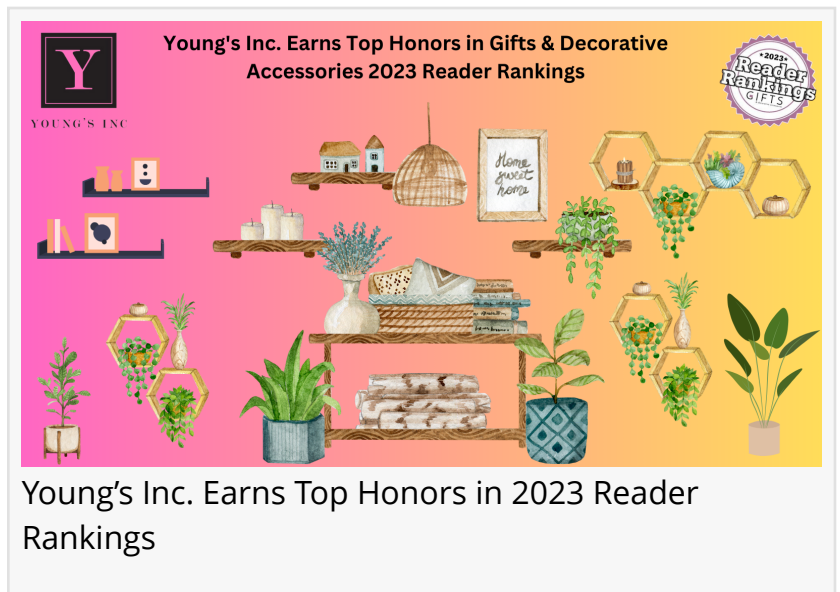 Young's Inc. Earns Top Honors in Gifts & Decorative
Accessories 2023 Reader Rankings
Y
YOUNG'S INC
2023
Reader
Rankings
GIFTS
Home
sweet
home
Young’s Inc. Earns Top Honors in 2023 Reader
Rankings